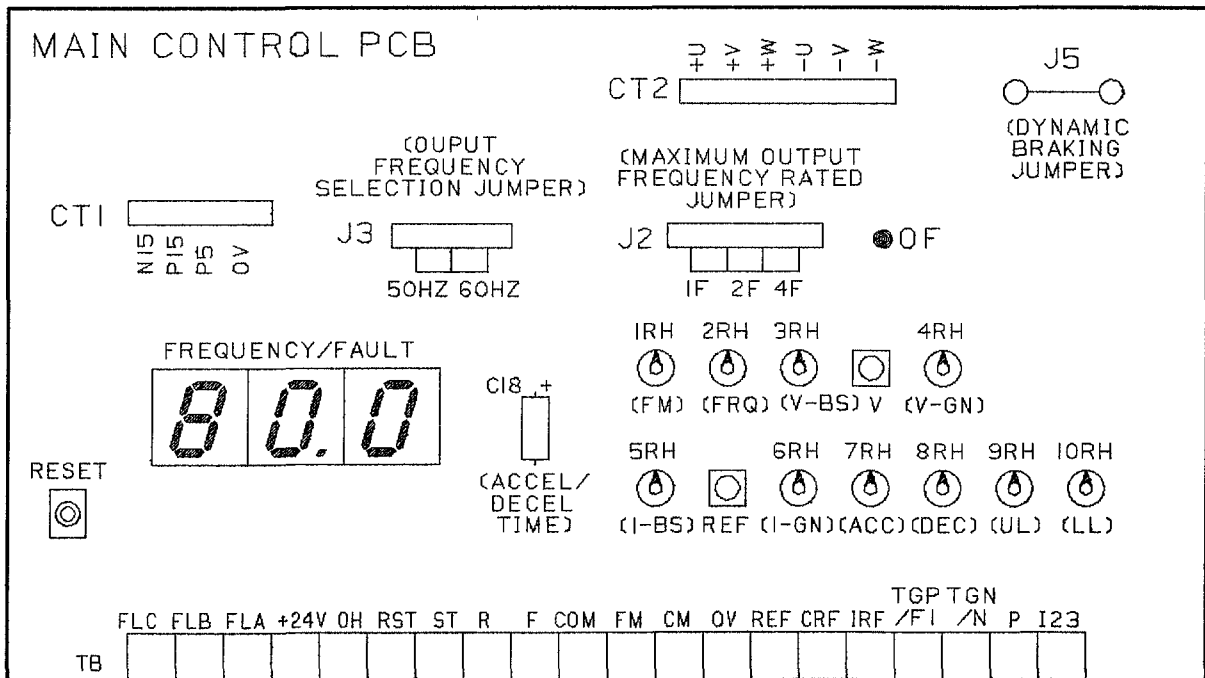 MAIN CONTROL PCB
+U +V +W -U -V -W
CT2
J5
(DYNAMIC
BRAKING
JUMPER)
(OUPUT
FREQUENCY
SELECTION JUMPER)
(MAXIMUM OUTPUT
FREQUENCY RATED
JUMPER)
CT1
N15 P15 P5 0V
J3
50HZ 60HZ
J2
1F 2F 4F
OF
FREQUENCY/FAULT
80.0
C18 +
-
(ACCEL/
DECEL
TIME)
1RH 2RH 3RH 4RH
(FM) (FRQ) (V-BS) V (V-GN)
RESET
5RH 6RH 7RH 8RH 9RH 10RH
(I-BS) REF (I-GN) (ACC) (DEC) (UL) (LL)
TGP TGN
FLC FLB FLA +24V OH RST ST R F COM FM CM OV REF CRF IRF /FI /N P I23
TB